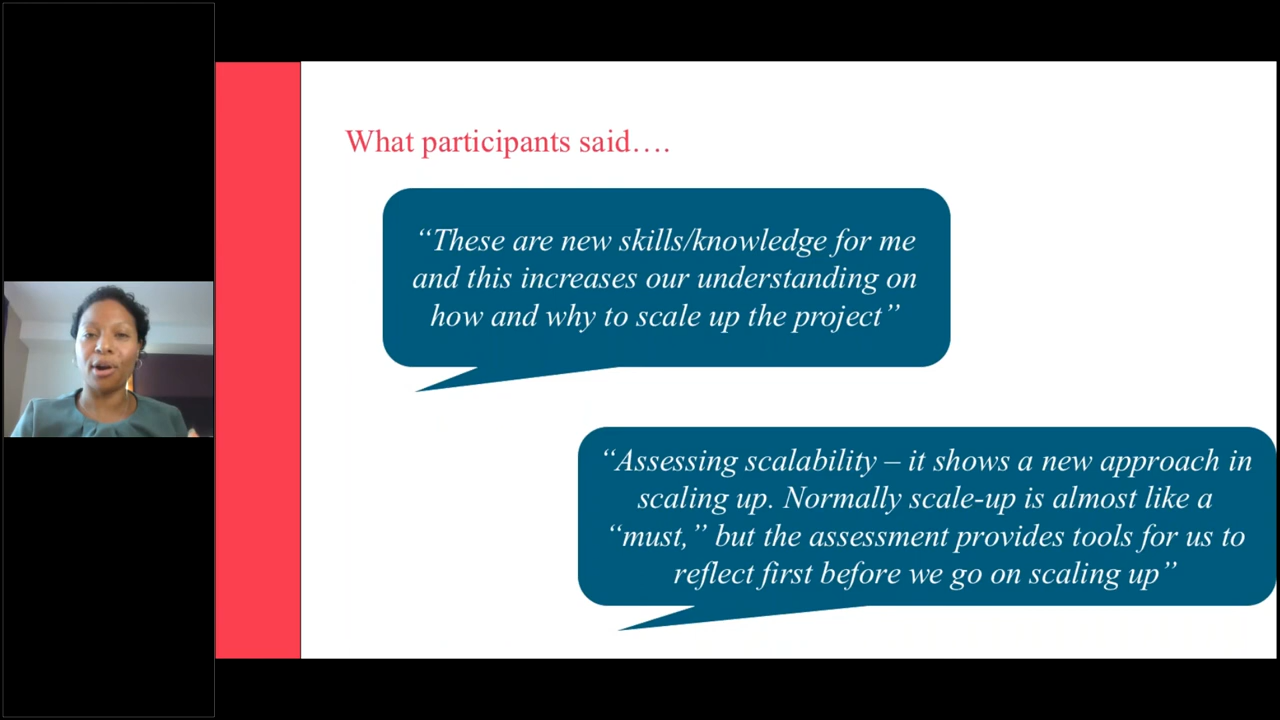 What participants said….
“These are new skills/knowledge for me
and this increases our understanding on
how and why to scale up the project”
“Assessing scalability – it shows a new approach in
scaling up. Normally scale-up is almost like a
“must,” but the assessment provides tools for us to
reflect first before we go on scaling up”